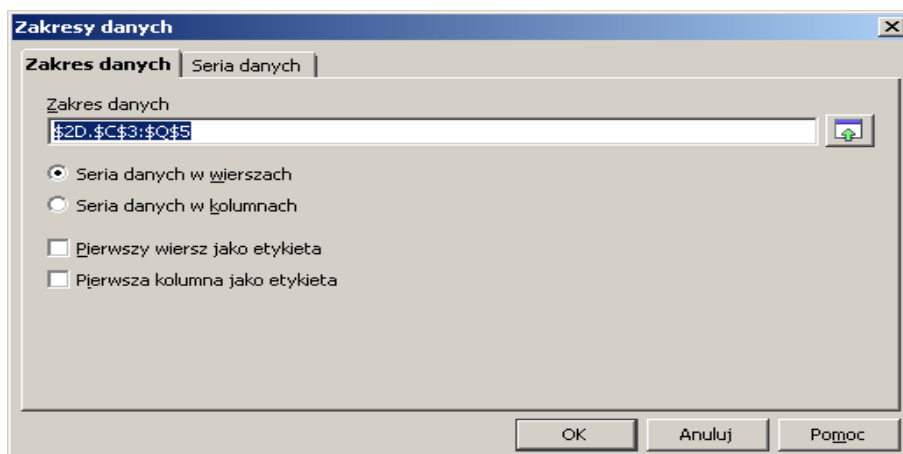 Zakresy danych
Zakres danych
Seria danych
Zakres danych
$2D.$C$3:$Q$5
Seria danych w wierszach
Seria danych w kolumnach
Pierwszy wiersz jako etykieta
Pierwsza kolumna jako etykieta
OK Anuluj Pomoc